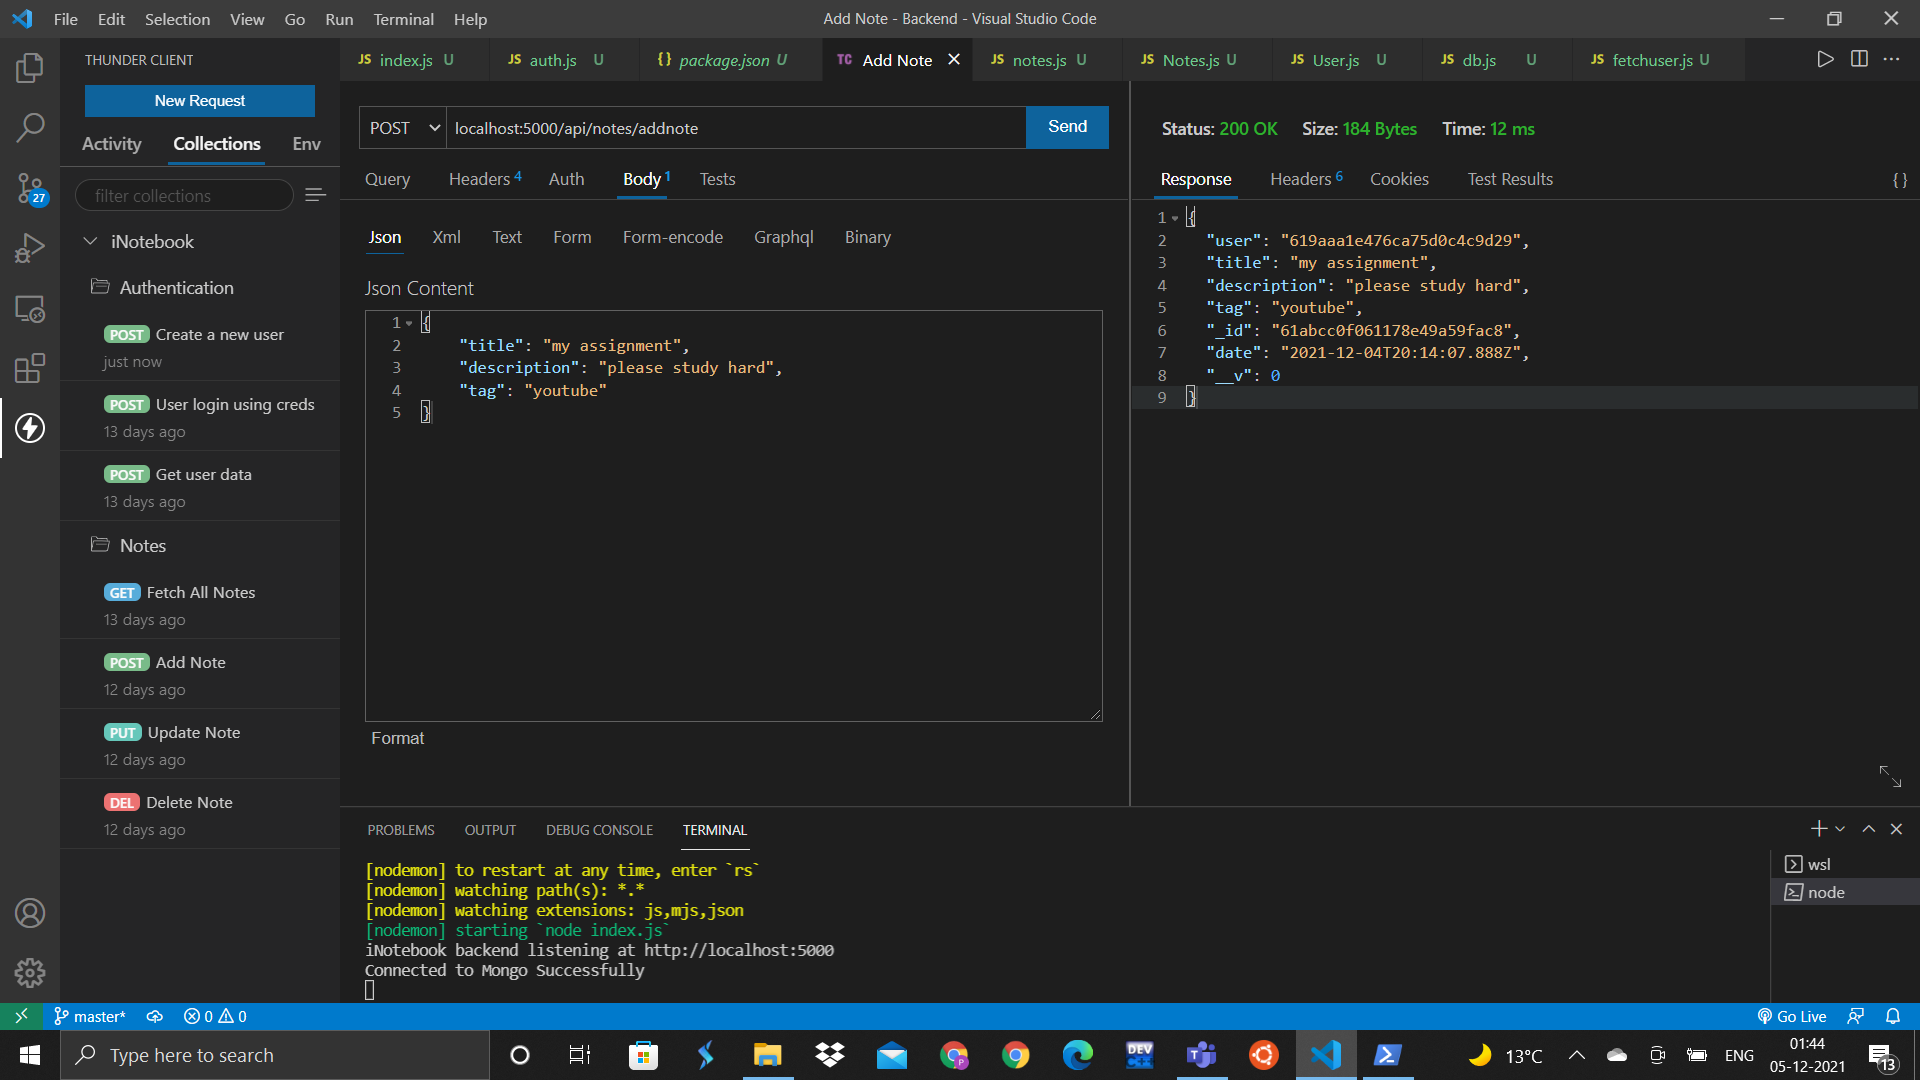 File Edit Selection View Go Run Terminal Help
Add Note - Backend - Visual Studio Code
THUNDER CLIENT
New Request
Activity Collections Env
filter collections
iNotebook
Authentication
POST Create a new user
just now
POST User login using creds
13 days ago
POST Get user data
13 days ago
Notes
GET Fetch All Notes
13 days ago
POST Add Note
12 days ago
PUT Update Note
12 days ago
DEL Delete Note
12 days ago
27
JS index.js U JS auth.js U {} package.json U TC Add Note JS notes.js U JS Notes.js U JS User.js U JS db.js U JS fetchuser.js U
POST localhost:5000/api/notes/addnote Send
Query Headers 4 Auth Body 1 Tests
Json Xml Text Form Form-encode Graphql Binary
Json Content
1 {
2 "title": "my assignment",
3 "description": "please study hard",
4 "tag": "youtube"
5 }
Format
Status: 200 OK Size: 184 Bytes Time: 12 ms
Response Headers 6 Cookies Test Results { }
1 {
2 "user": "619aaa1e476ca75d0c4c9d29",
3 "title": "my assignment",
4 "description": "please study hard",
5 "tag": "youtube",
6 "_id": "61abcc0f061178e49a59fac8",
7 "date": "2021-12-04T20:14:07.888Z",
8 "__v": 0
9 }
PROBLEMS OUTPUT DEBUG CONSOLE TERMINAL
[nodemon] to restart at any time, enter `rs`
[nodemon] watching path(s): *.*
[nodemon] watching extensions: js,mjs,json
[nodemon] starting `node index.js`
iNotebook backend listening at http://localhost:5000
Connected to Mongo Successfully
wsl
node
master* 0 0 Go Live
Type here to search
DEV C++
13°C ENG
01:44
05-12-2021
13